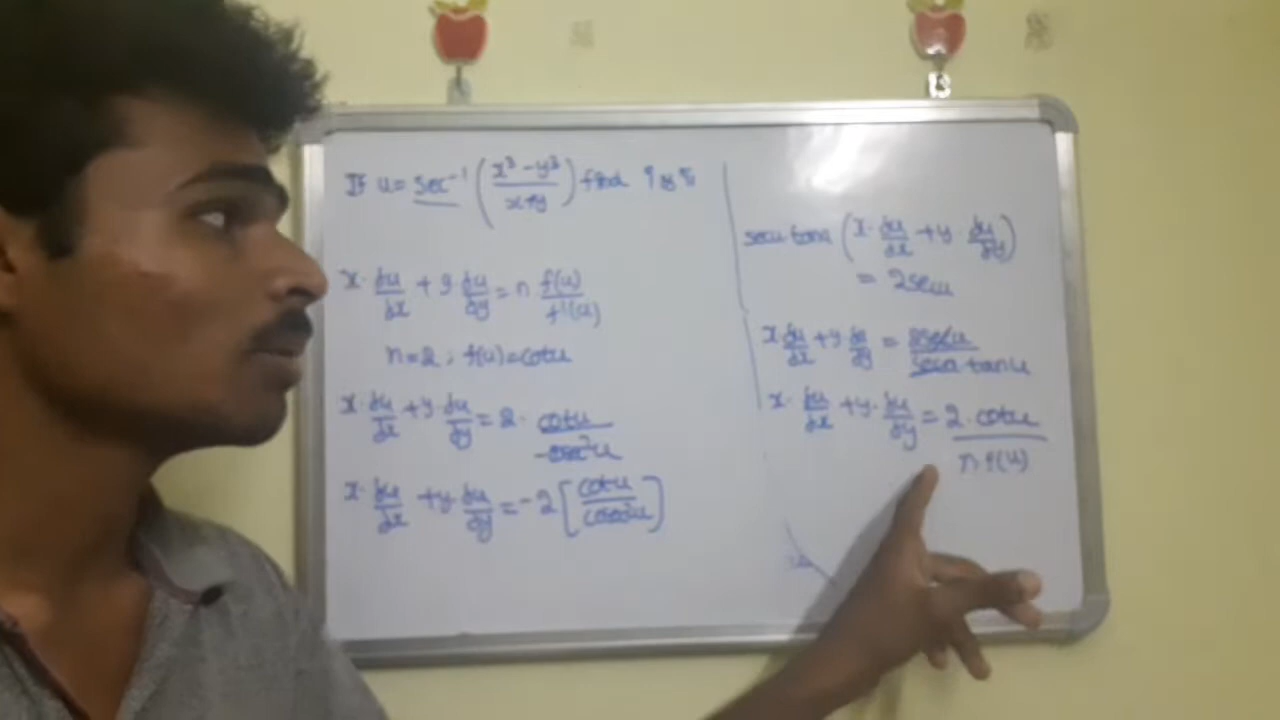 If u = sec⁻¹ (x³ - y³ / x+y) find
x · ∂u/∂x + y · ∂u/∂y = n f(u)/f'(u)
n = 2 ; f(u) = cotu
x · ∂u/∂x + y · ∂u/∂y = 2 · cotu / -cosec²u
x · ∂u/∂x + y · ∂u/∂y = -2 [cotu / cosec²u]
secu tanu (x · ∂u/∂x + y · ∂u/∂y)
= 2secu
x · ∂u/∂x + y · ∂u/∂y = 2secu / secu · tanu
x · ∂u/∂x + y · ∂u/∂y = 2 · cotu
n · f(u)